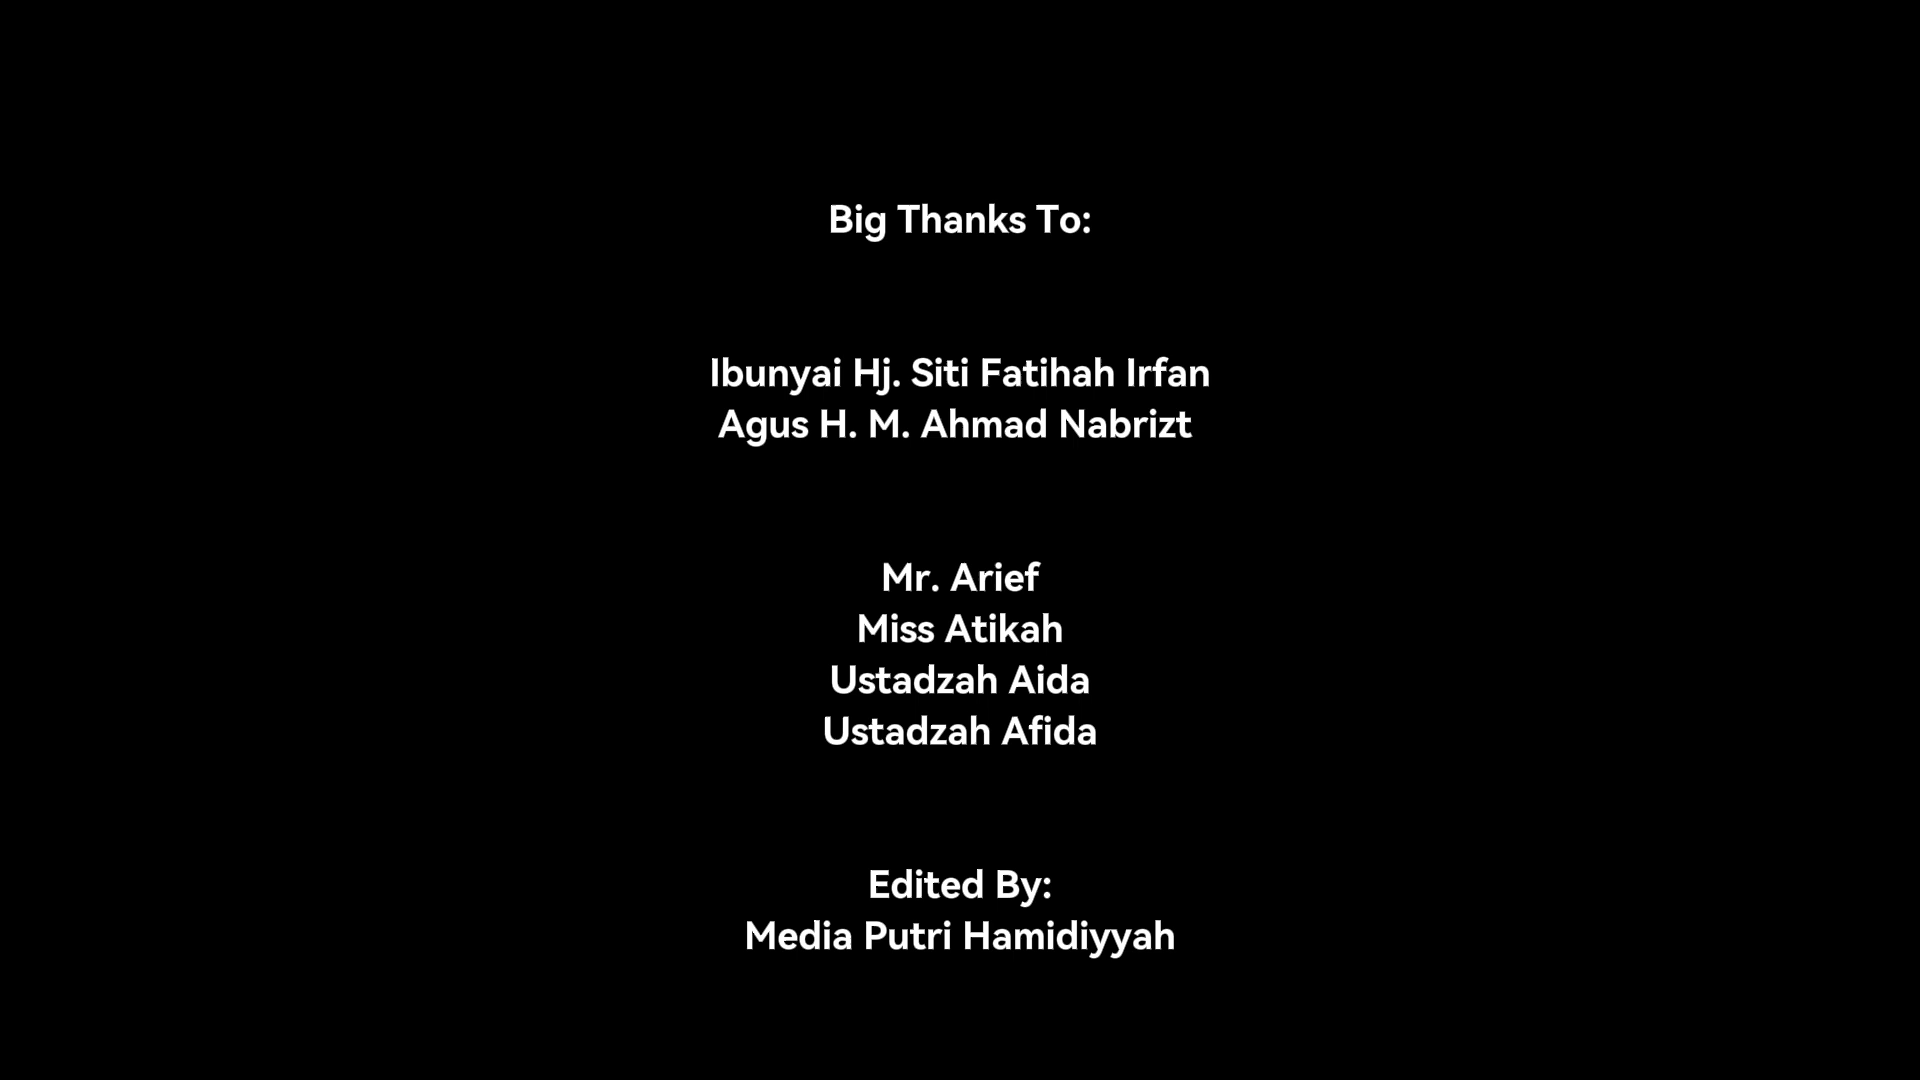 Big Thanks To:
Ibunyai Hj. Siti Fatihah Irfan
Agus H. M. Ahmad Nabrizt
Mr. Arief
Miss Atikah
Ustadzah Aida
Ustadzah Afida
Edited By:
Media Putri Hamidiyyah